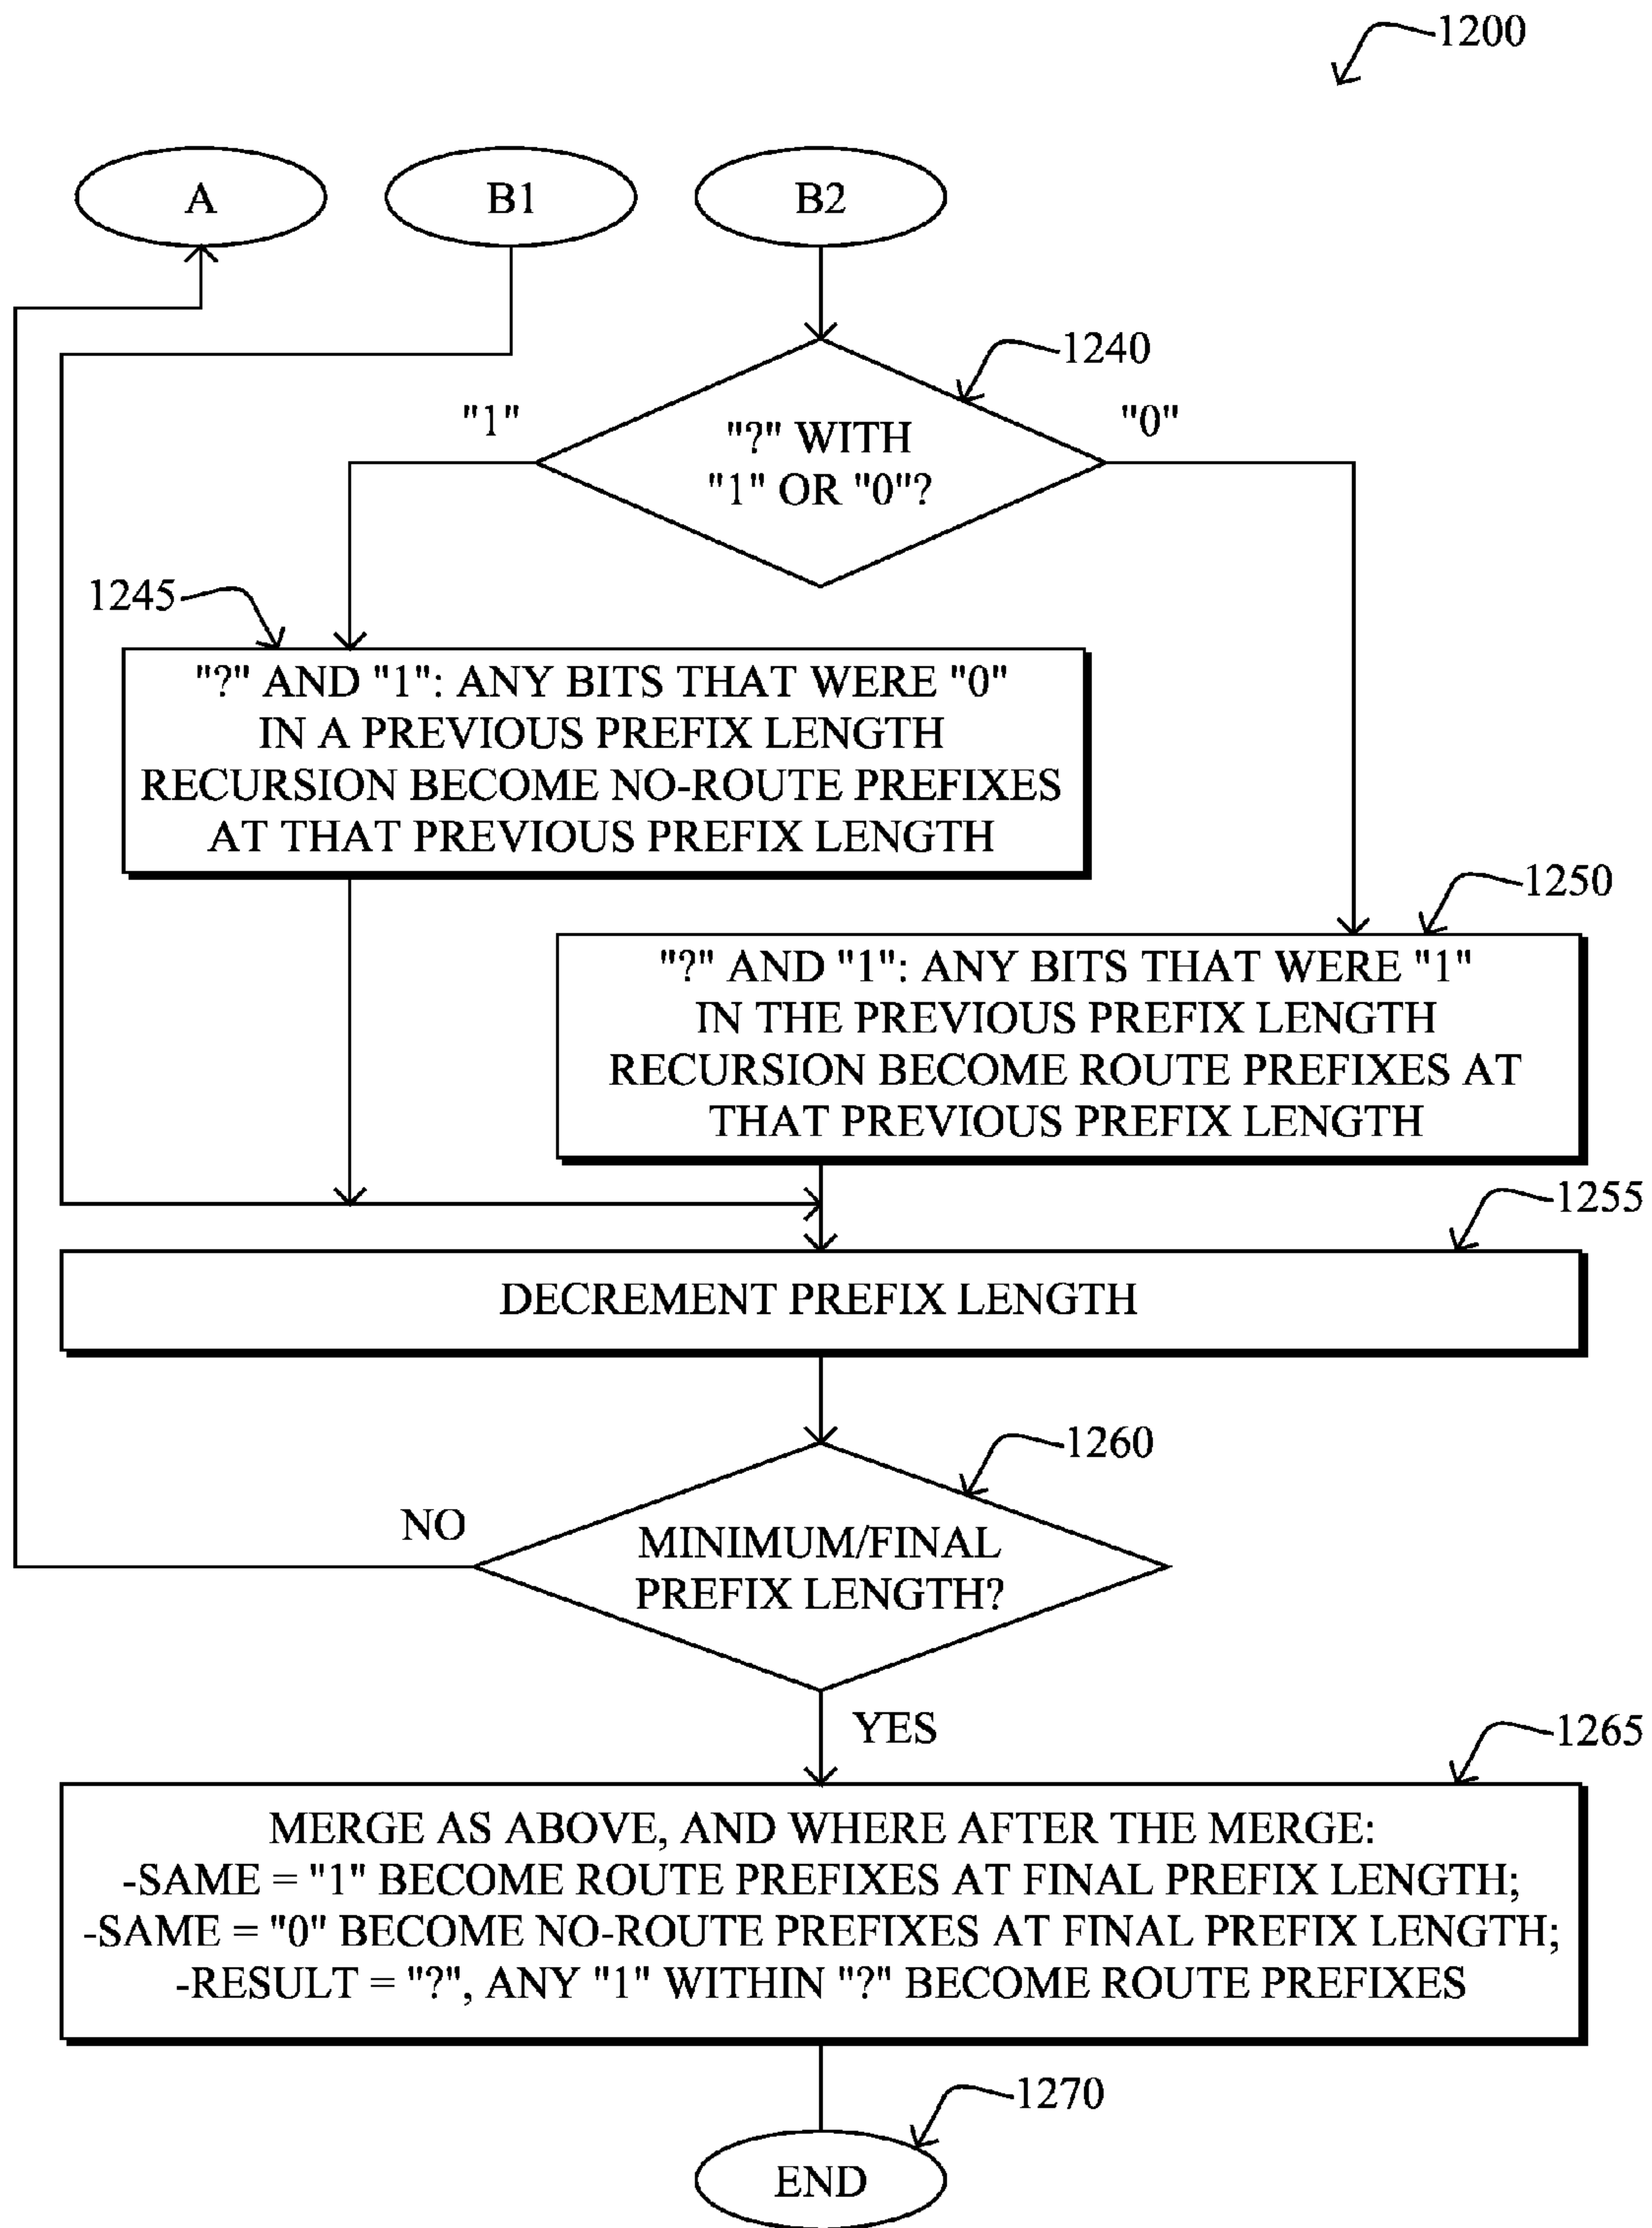 1200
A
B1
B2
1240
"1"
"0"
"?" WITH
"1" OR "0"?
1245
"?" AND "1": ANY BITS THAT WERE "0"
IN A PREVIOUS PREFIX LENGTH
RECURSION BECOME NO-ROUTE PREFIXES
AT THAT PREVIOUS PREFIX LENGTH
1250
"?" AND "1": ANY BITS THAT WERE "1"
IN THE PREVIOUS PREFIX LENGTH
RECURSION BECOME ROUTE PREFIXES AT
THAT PREVIOUS PREFIX LENGTH
1255
DECREMENT PREFIX LENGTH
1260
NO
MINIMUM/FINAL
PREFIX LENGTH?
YES
1265
MERGE AS ABOVE, AND WHERE AFTER THE MERGE:
-SAME = "1" BECOME ROUTE PREFIXES AT FINAL PREFIX LENGTH;
-SAME = "0" BECOME NO-ROUTE PREFIXES AT FINAL PREFIX LENGTH;
-RESULT = "?", ANY "1" WITHIN "?" BECOME ROUTE PREFIXES
1270
END